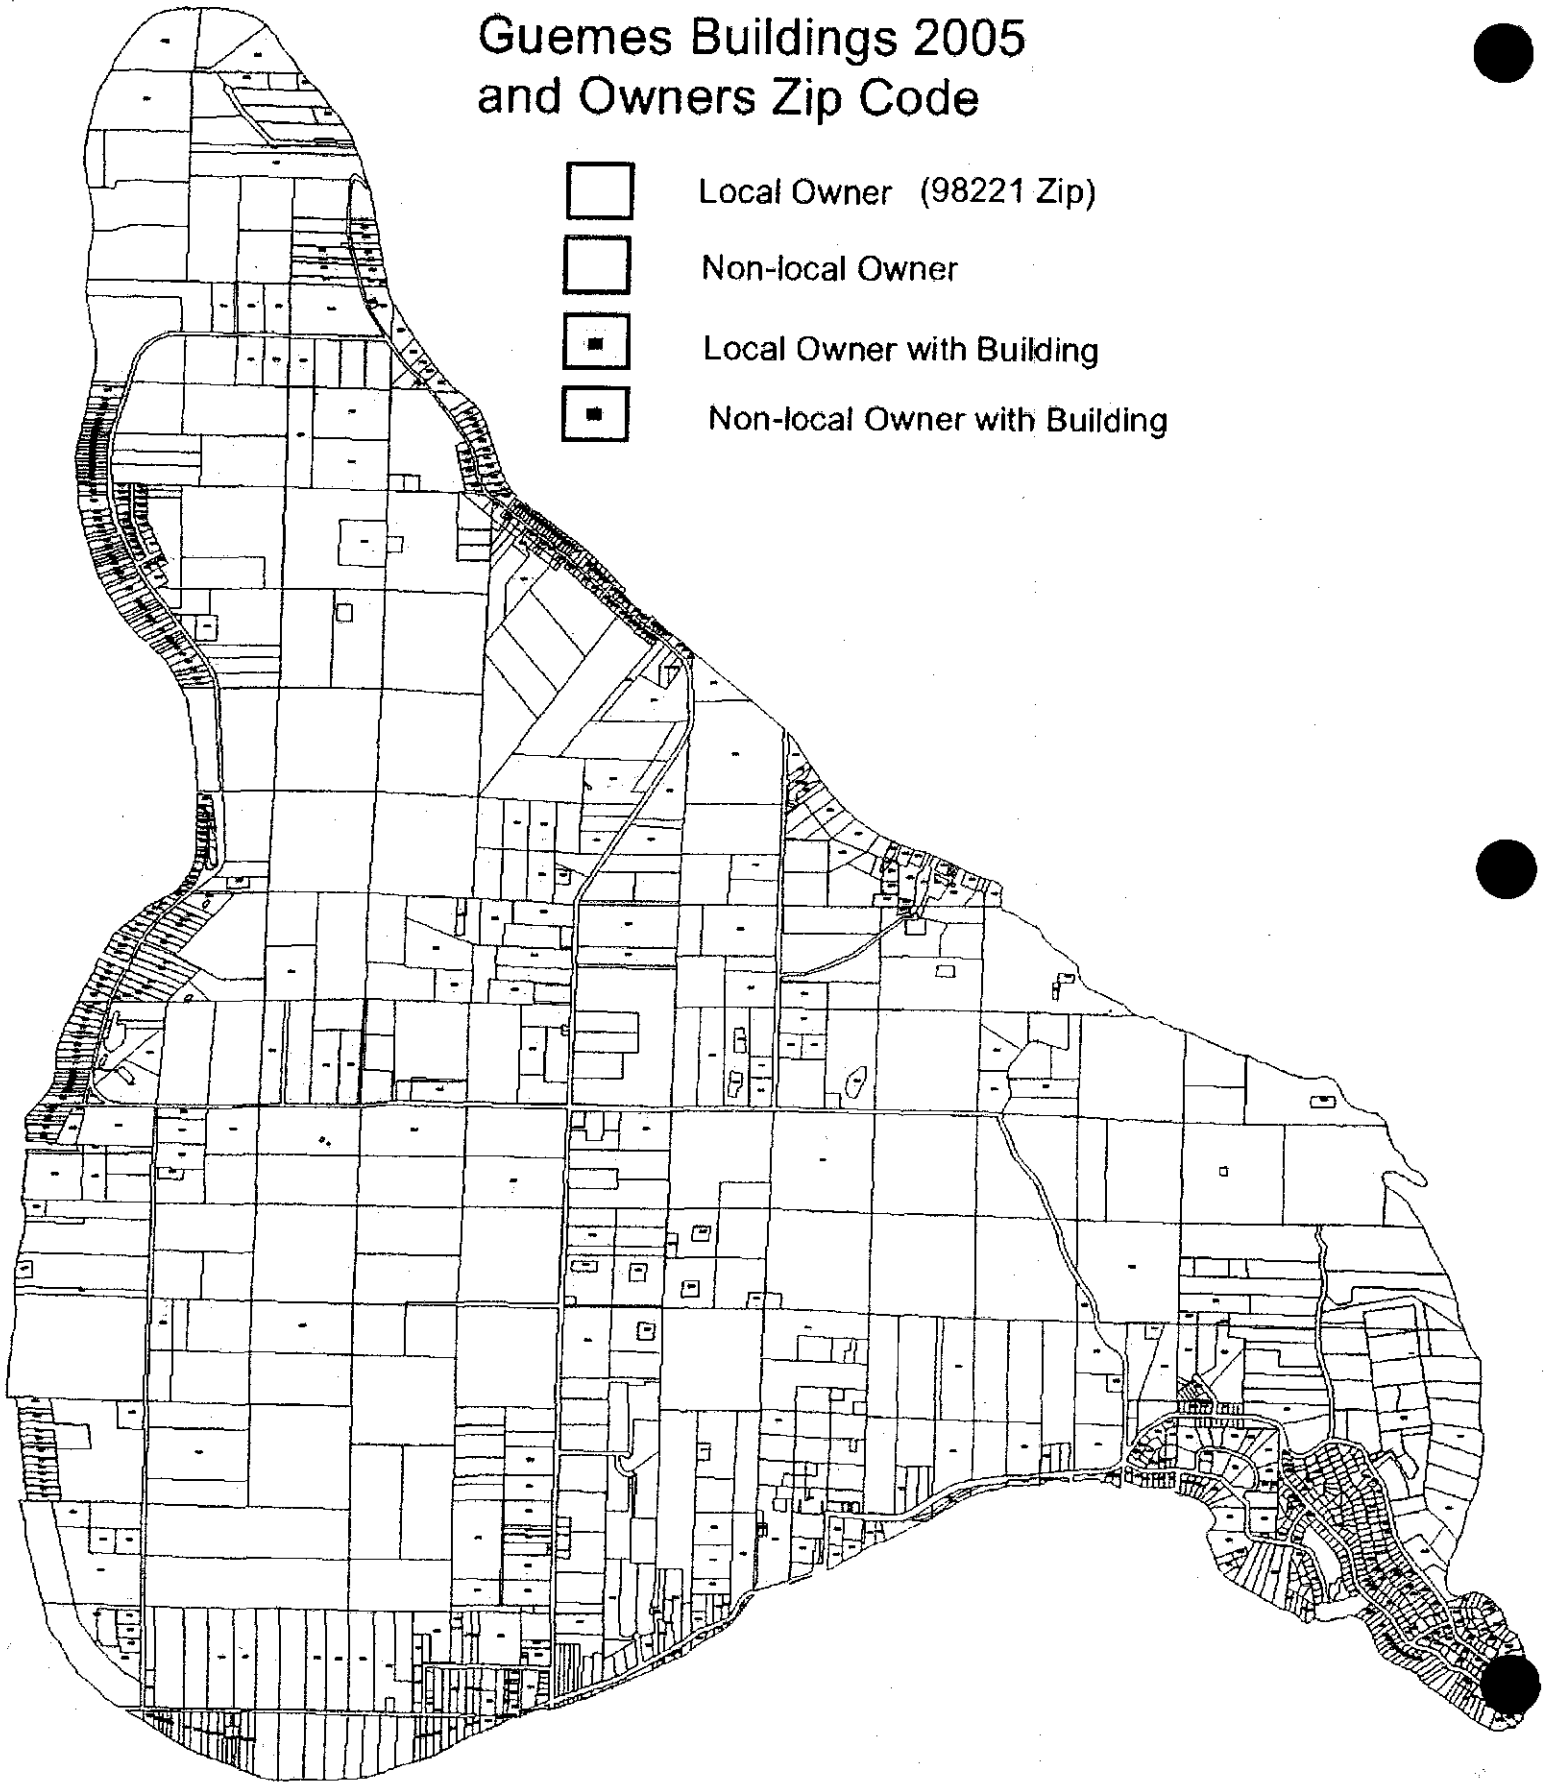 Guemes Buildings 2005
and Owners Zip Code
Local Owner (98221 Zip)
Non-local Owner
Local Owner with Building
Non-local Owner with Building